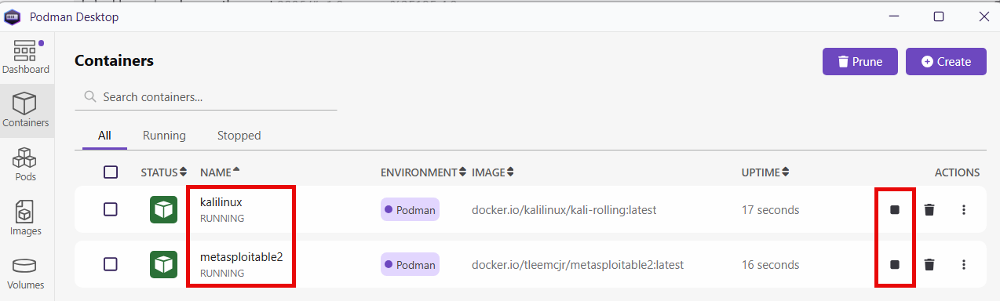 Podman Desktop
Dashboard
Containers
Pods
Images
Volumes
Containers
Prune
Create
Search containers...
All Running Stopped
STATUS NAME ENVIRONMENT IMAGE UPTIME ACTIONS
kalilinux
RUNNING
Podman docker.io/kalilinux/kali-rolling:latest 17 seconds
metasploitable2
RUNNING
Podman docker.io/tleemcjr/metasploitable2:latest 16 seconds